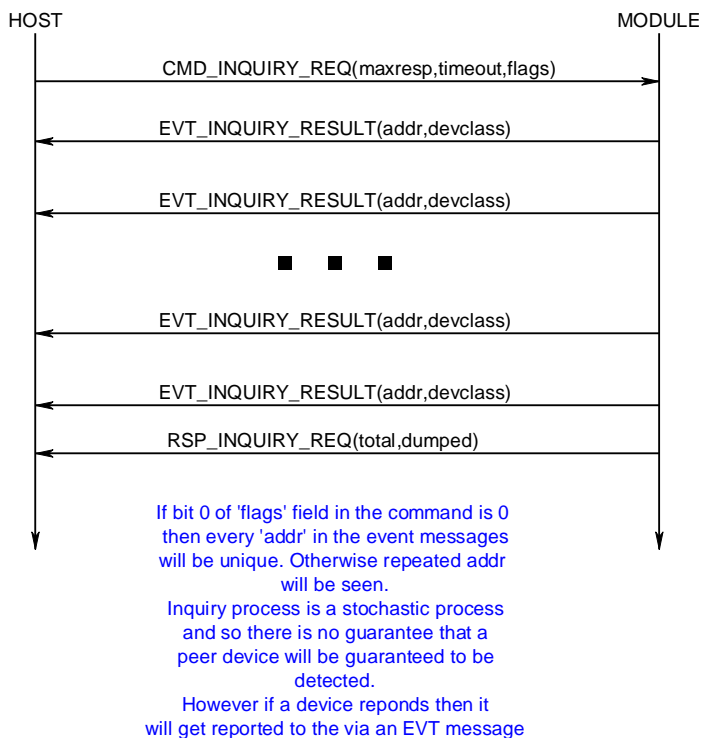 HOST
MODULE
CMD_INQUIRY_REQ(maxresp,timeout,flags)
EVT_INQUIRY_RESULT(addr,devclass)
EVT_INQUIRY_RESULT(addr,devclass)
EVT_INQUIRY_RESULT(addr,devclass)
EVT_INQUIRY_RESULT(addr,devclass)
RSP_INQUIRY_REQ(total,dumped)
If bit 0 of 'flags' field in the command is 0
then every 'addr' in the event messages
will be unique. Otherwise repeated addr
will be seen.
Inquiry process is a stochastic process
and so there is no guarantee that a
peer device will be guaranteed to be
detected.
However if a device reponds then it
will get reported to the via an EVT message